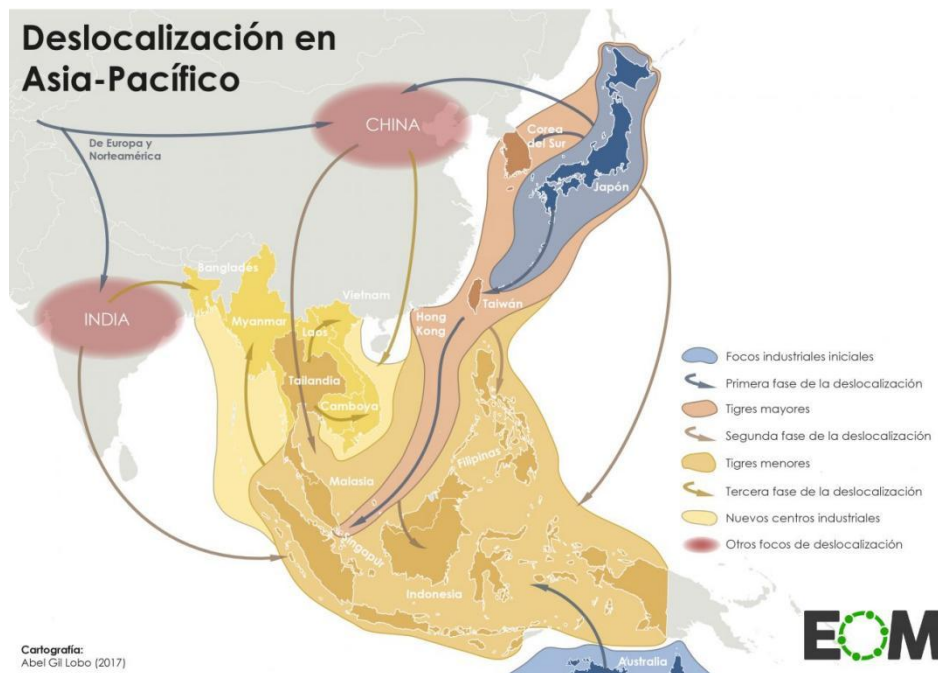 Deslocalización en
Asia-Pacífico
CHINA
De Europa y
Norteamérica
Corea
del Sur
Japón
Bangladés
INDIA
Myanmar
Vietnam
Laos
Hong
Kong
Taiwán
Tailandia
Camboya
Filipinas
Malasia
Singapur
Indonesia
Australia
Focos industriales iniciales
Primera fase de la deslocalización
Tigres mayores
Segunda fase de la deslocalización
Tigres menores
Tercera fase de la deslocalización
Nuevos centros industriales
Otros focos de deslocalización
Cartografía:
Abel Gil Lobo (2017)
EOM